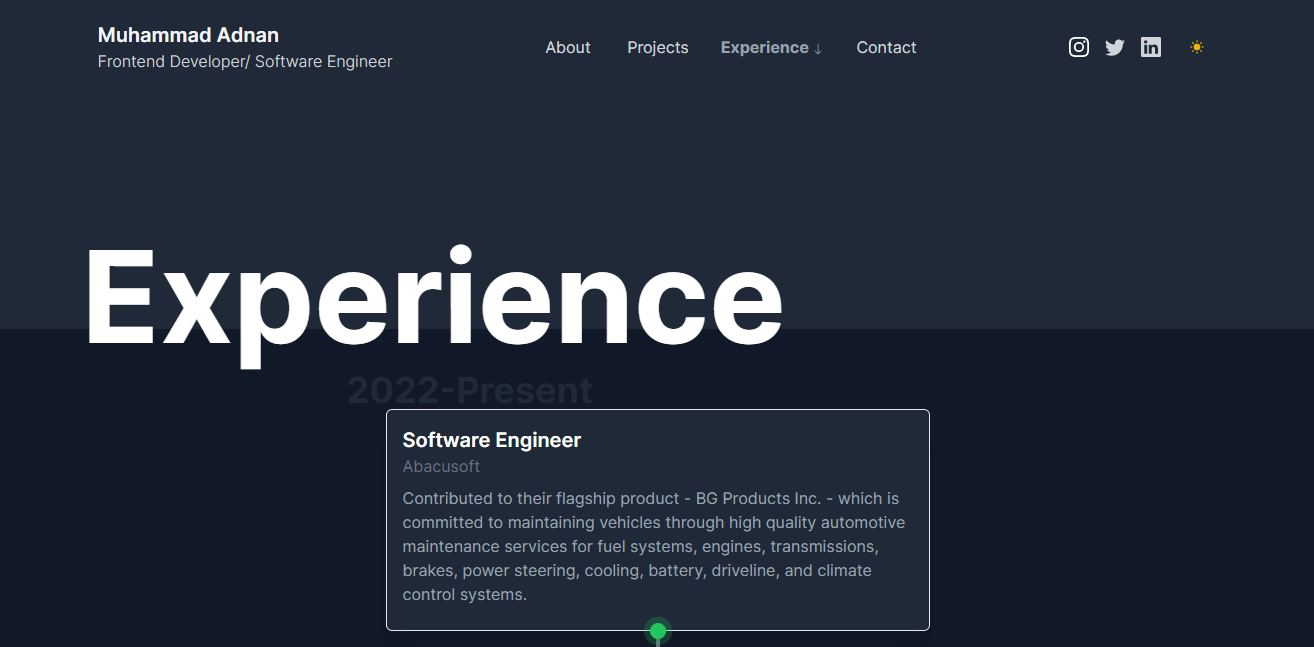 Muhammad Adnan
Frontend Developer/ Software Engineer
About Projects Experience ↓ Contact
Experience
2022-Present
Software Engineer
Abacusoft
Contributed to their flagship product - BG Products Inc. - which is
committed to maintaining vehicles through high quality automotive
maintenance services for fuel systems, engines, transmissions,
brakes, power steering, cooling, battery, driveline, and climate
control systems.